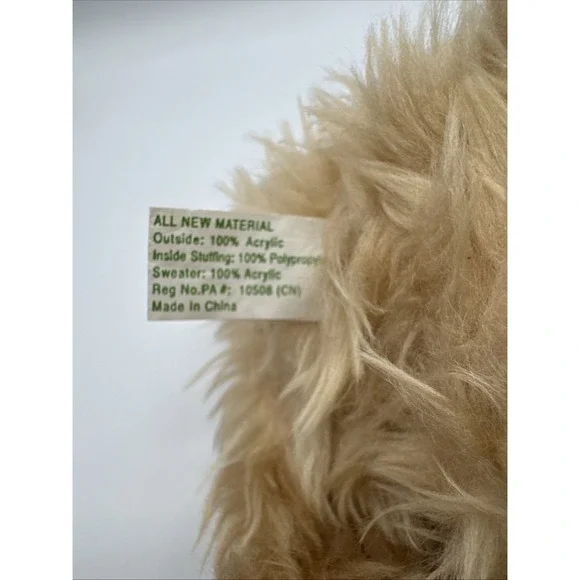 ALL NEW MATERIAL
Outside: 100% Acrylic
Inside Stuffing: 100% Polypropyl
Sweater: 100% Acrylic
Reg No.PA#: 10508 (CN)
Made in China